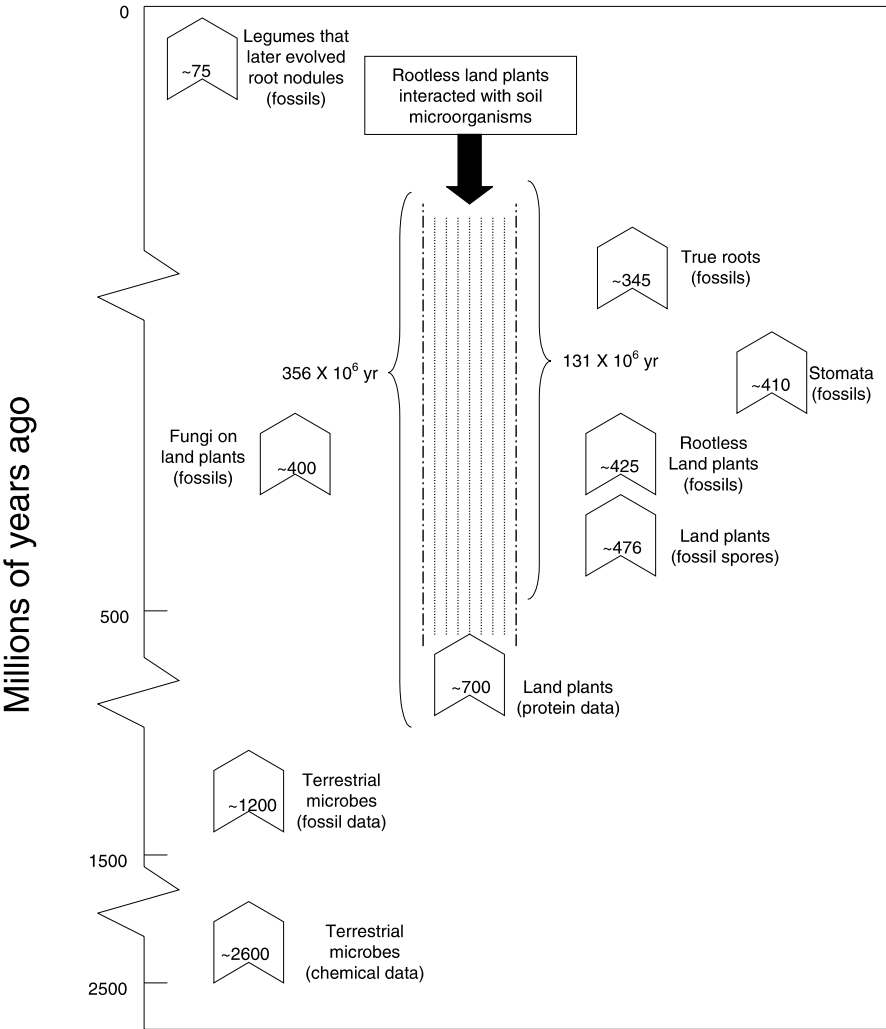 0
~75
Legumes that
later evolved
root nodules
(fossils)
Rootless land plants
interacted with soil
microorganisms
~345
True roots
(fossils)
356 X 10⁶ yr
131 X 10⁶ yr
~410
Stomata
(fossils)
Fungi on
land plants
(fossils)
~400
~425
Rootless
Land plants
(fossils)
~476
Land plants
(fossil spores)
Millions of years ago
500
~700
Land plants
(protein data)
~1200
Terrestrial
microbes
(fossil data)
1500
~2600
Terrestrial
microbes
(chemical data)
2500